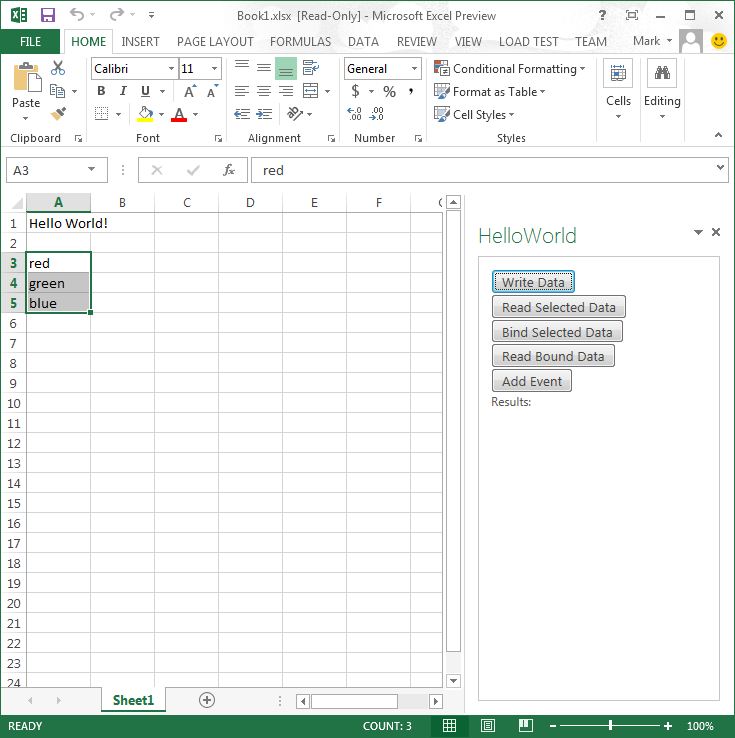 Book1.xlsx [Read-Only] - Microsoft Excel Preview ?
FILE HOME INSERT PAGE LAYOUT FORMULAS DATA REVIEW VIEW LOAD TEST TEAM Mark
Calibri 11 General Conditional Formatting
Paste B I U A A $ % , Format as Table Cells Editing
A .00 .00 Cell Styles
Clipboard Font Alignment Number Styles
A3 fx red
A B C D E F
1 Hello World!
2
3 red
4 green
5 blue
6
7
8
9
10
11
12
13
14
15
16
17
18
19
20
21
22
23
24
HelloWorld
Write Data
Read Selected Data
Bind Selected Data
Read Bound Data
Add Event
Results:
Sheet1
READY COUNT: 3 100%